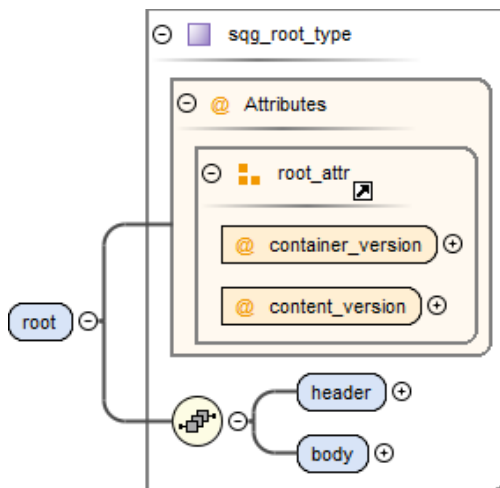 sqg_root_type
@ Attributes
root_attr
@ container_version
@ content_version
root
header
body